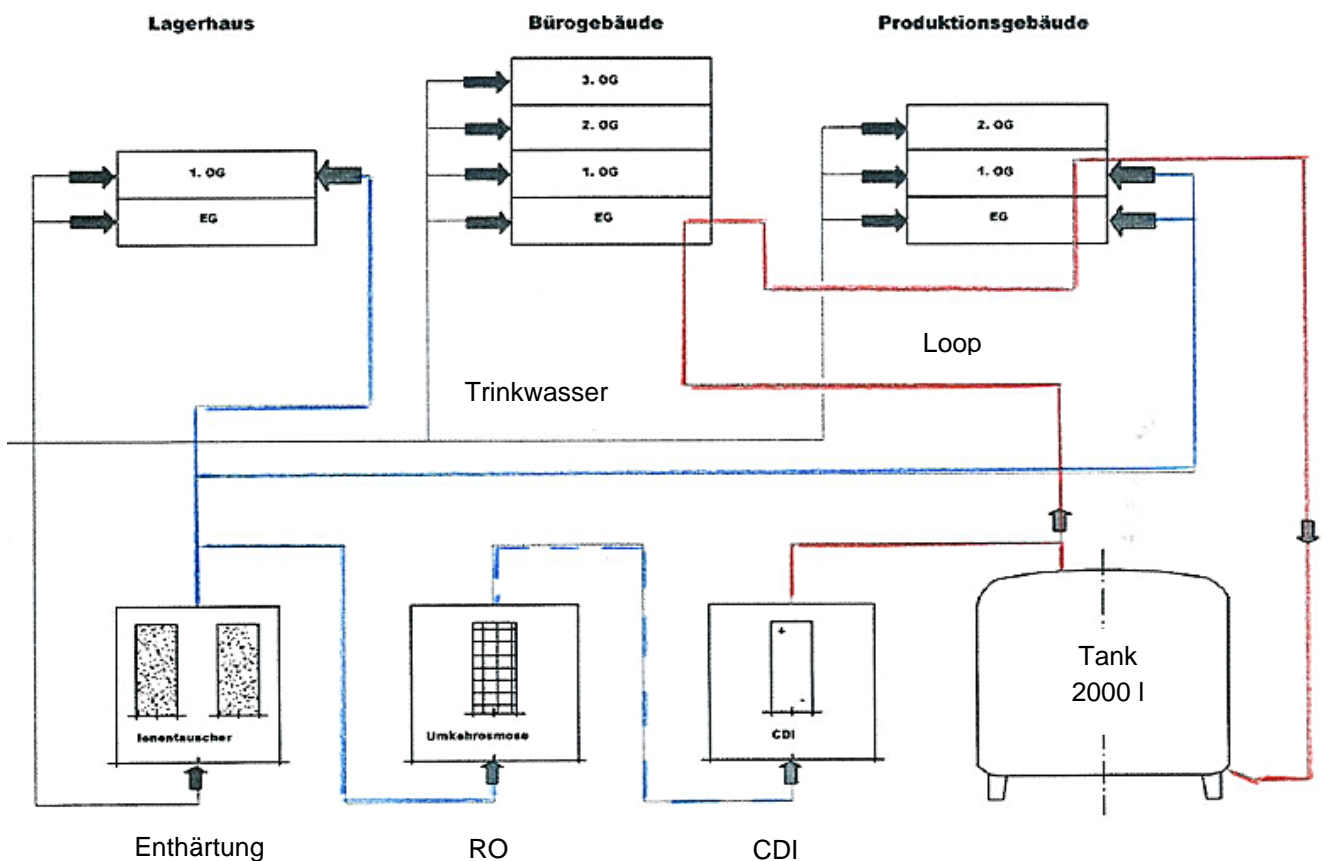 Lagerhaus
Bürogebäude
Produktionsgebäude
3. OG
2. OG
1. OG
EG
2. OG
1. OG
EG
1. OG
EG
Loop
Trinkwasser
Ionentauscher
Umkehrosmose
+
-
CDI
Tank
2000 l
Enthärtung
RO
CDI